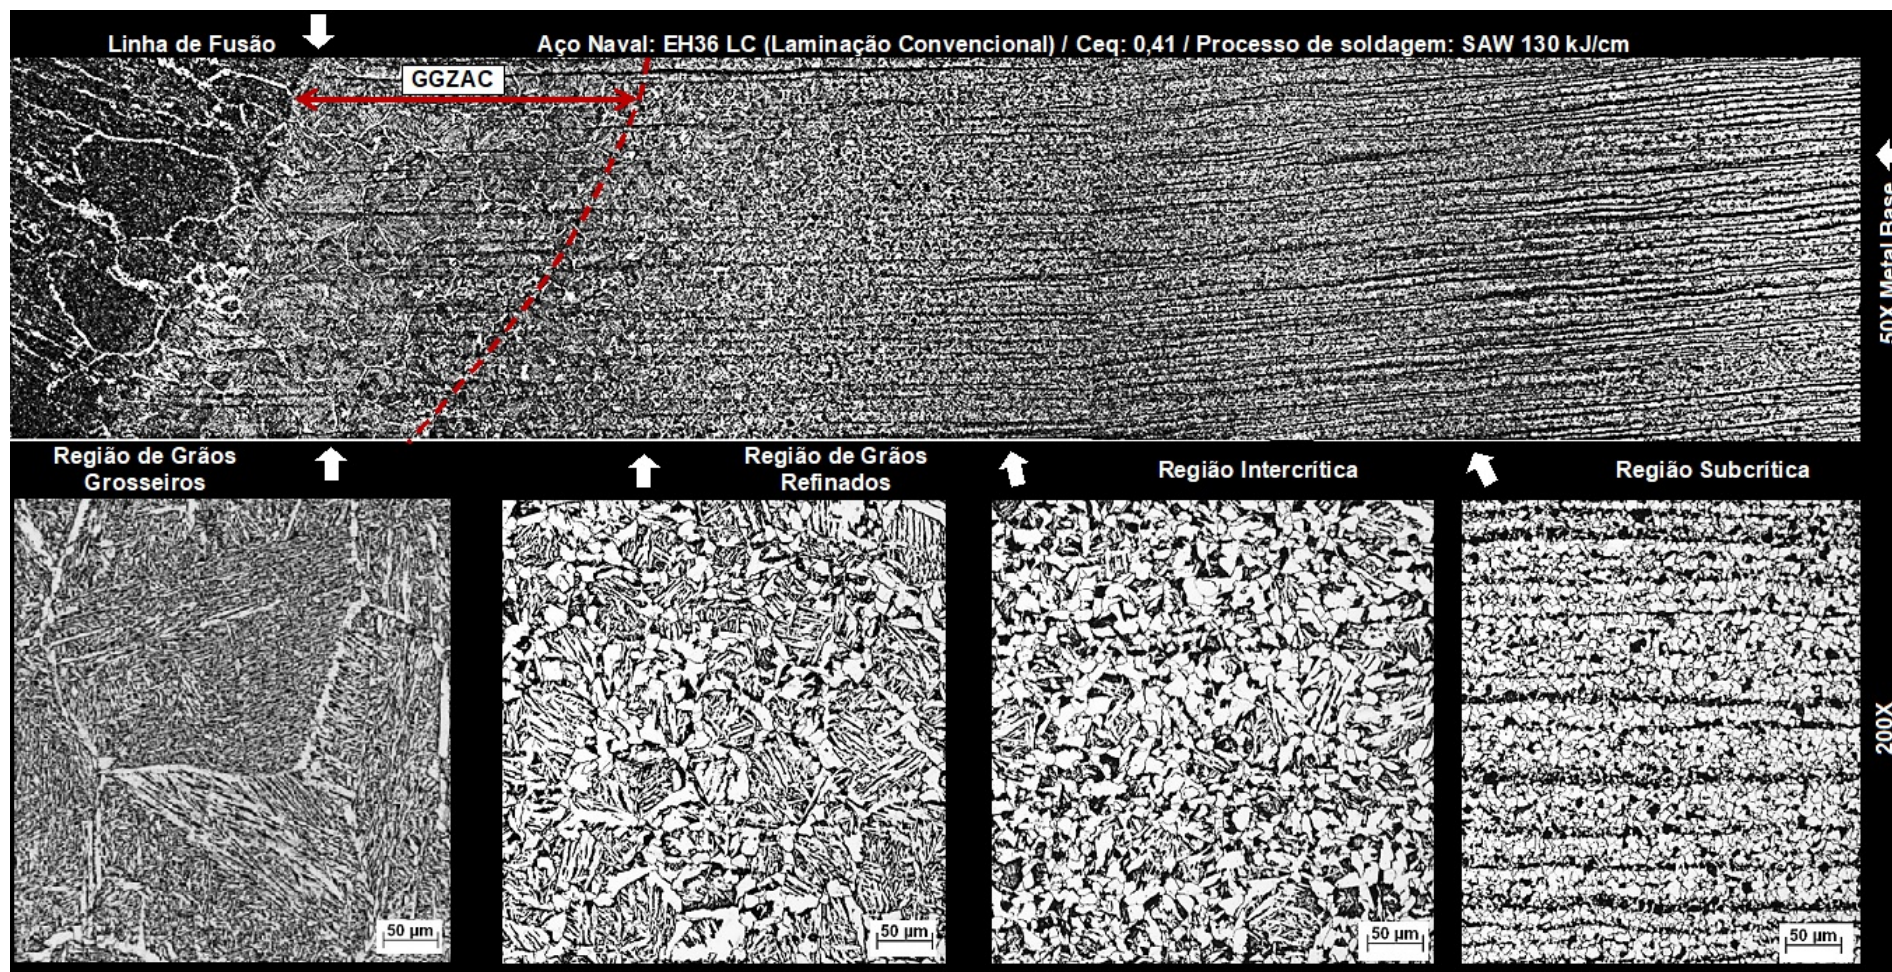 Linha de Fusão
Aço Naval: EH36 LC (Laminação Convencional) / Ceq: 0,41 / Processo de soldagem: SAW 130 kJ/cm
GGZAC
50X Metal Base
Região de Grãos
Grosseiros
Região de Grãos
Refinados
Região Intercrítica
Região Subcrítica
200X
50 µm
50 µm
50 µm
50 µm